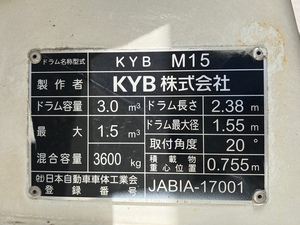 ドラム名称型式 KYB M15
製作者 KYB株式会社
ドラム容量 3.0 m³ ドラム長さ 2.38 m
最大 1.5 m³ ドラム最大径 1.55 m
混合容量 3600 kg 取付角度 20°
積載物重心位置 0.755 m
㈳日本自動車車体工業会
登録番号 JABIA-17001